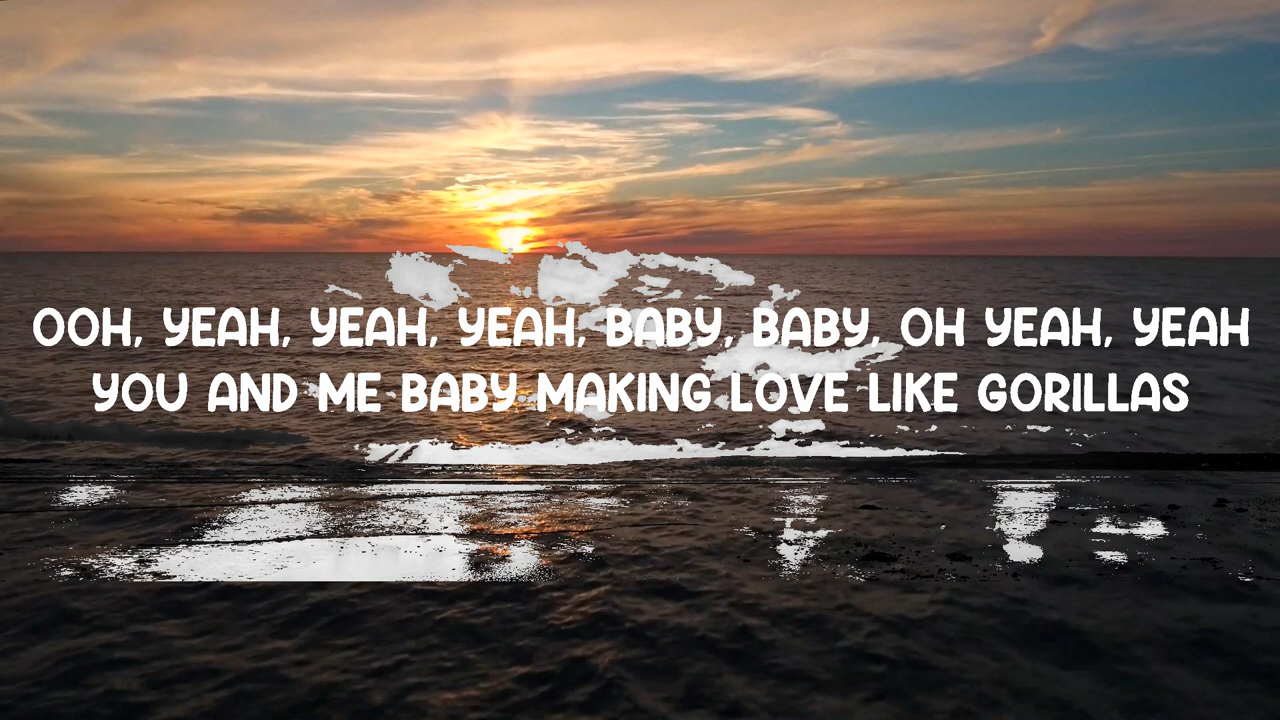 OOH, YEAH, YEAH, YEAH, BABY, BABY, OH YEAH, YEAH
YOU AND ME BABY MAKING LOVE LIKE GORILLAS